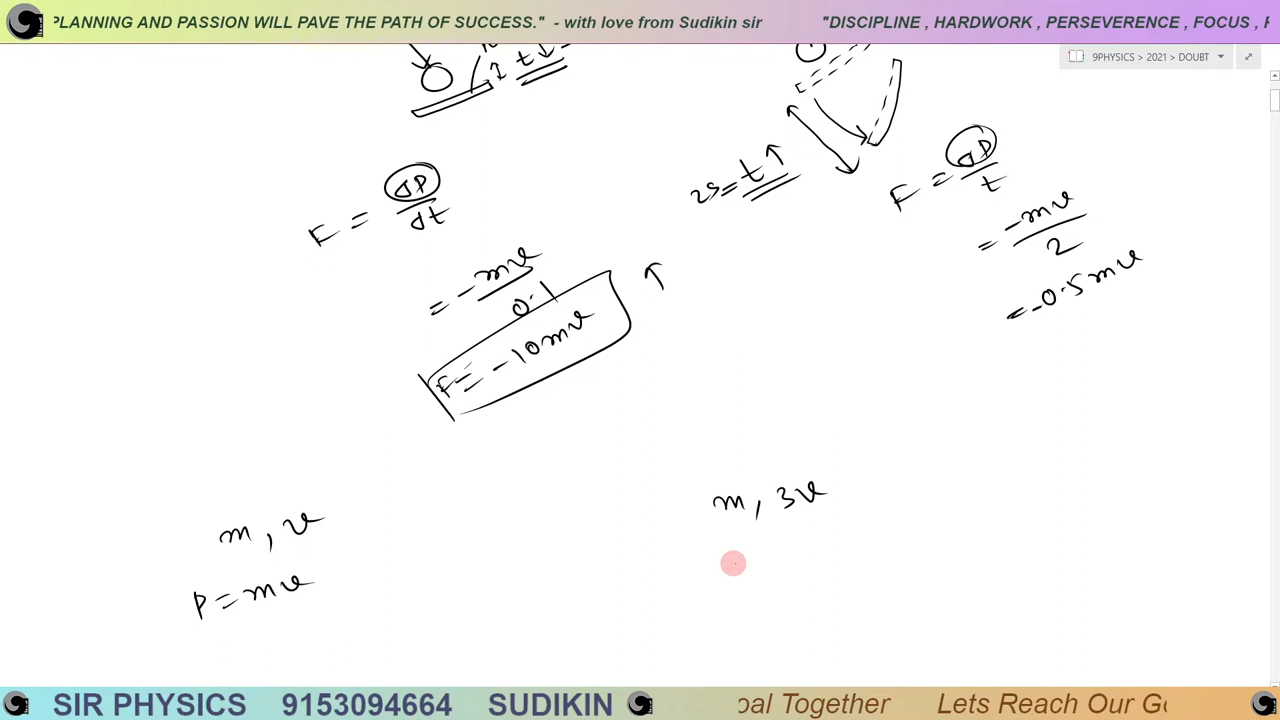 PLANNING AND PASSION WILL PAVE THE PATH OF SUCCESS." - with love from Sudikin sir "DISCIPLINE , HARDWORK , PERSEVERENCE , FOCUS ,
9PHYSICS > 2021 > DOUBT
t↓
2s = t↑
F = ΔP/Δt
= -mv/0.1
F = -10mv
↑
F = ΔP/t
= -mv/2
= -0.5mv
m, v
P = mv
m, 3v
SIR PHYSICS 9153094664 SUDIKIN oal Together Lets Reach Our Go